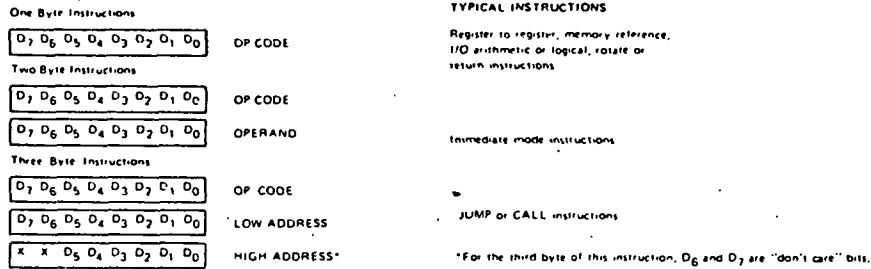 One Byte Instructions
TYPICAL INSTRUCTIONS
D7 D6 D5 D4 D3 D2 D1 D0 OP CODE
Register to register, memory reference,
I/O arithmetic or logical, rotate or
return instructions
Two Byte Instructions
D7 D6 D5 D4 D3 D2 D1 D0 OP CODE
D7 D6 D5 D4 D3 D2 D1 D0 OPERAND
Immediate mode instructions
Three Byte Instructions
D7 D6 D5 D4 D3 D2 D1 D0 OP CODE
D7 D6 D5 D4 D3 D2 D1 D0 LOW ADDRESS
JUMP or CALL instructions
X X D5 D4 D3 D2 D1 D0 HIGH ADDRESS*
*For the third byte of this instruction, D6 and D7 are "don't care" bits.